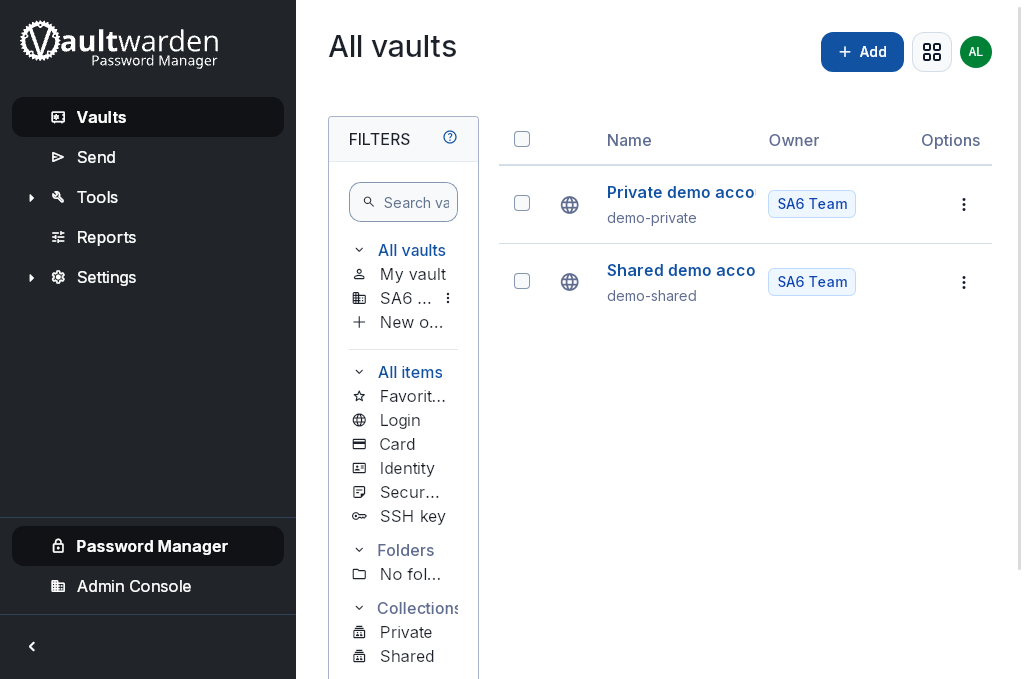 Vaultwarden
Password Manager
Vaults
Send
Tools
Reports
Settings
Password Manager
Admin Console
All vaults
Add
AL
FILTERS
Search va
All vaults
My vault
SA6 ...
New o...
All items
Favorit...
Login
Card
Identity
Secur...
SSH key
Folders
No fol...
Collections
Private
Shared
Name Owner Options
Private demo acco SA6 Team
demo-private
Shared demo acco SA6 Team
demo-shared